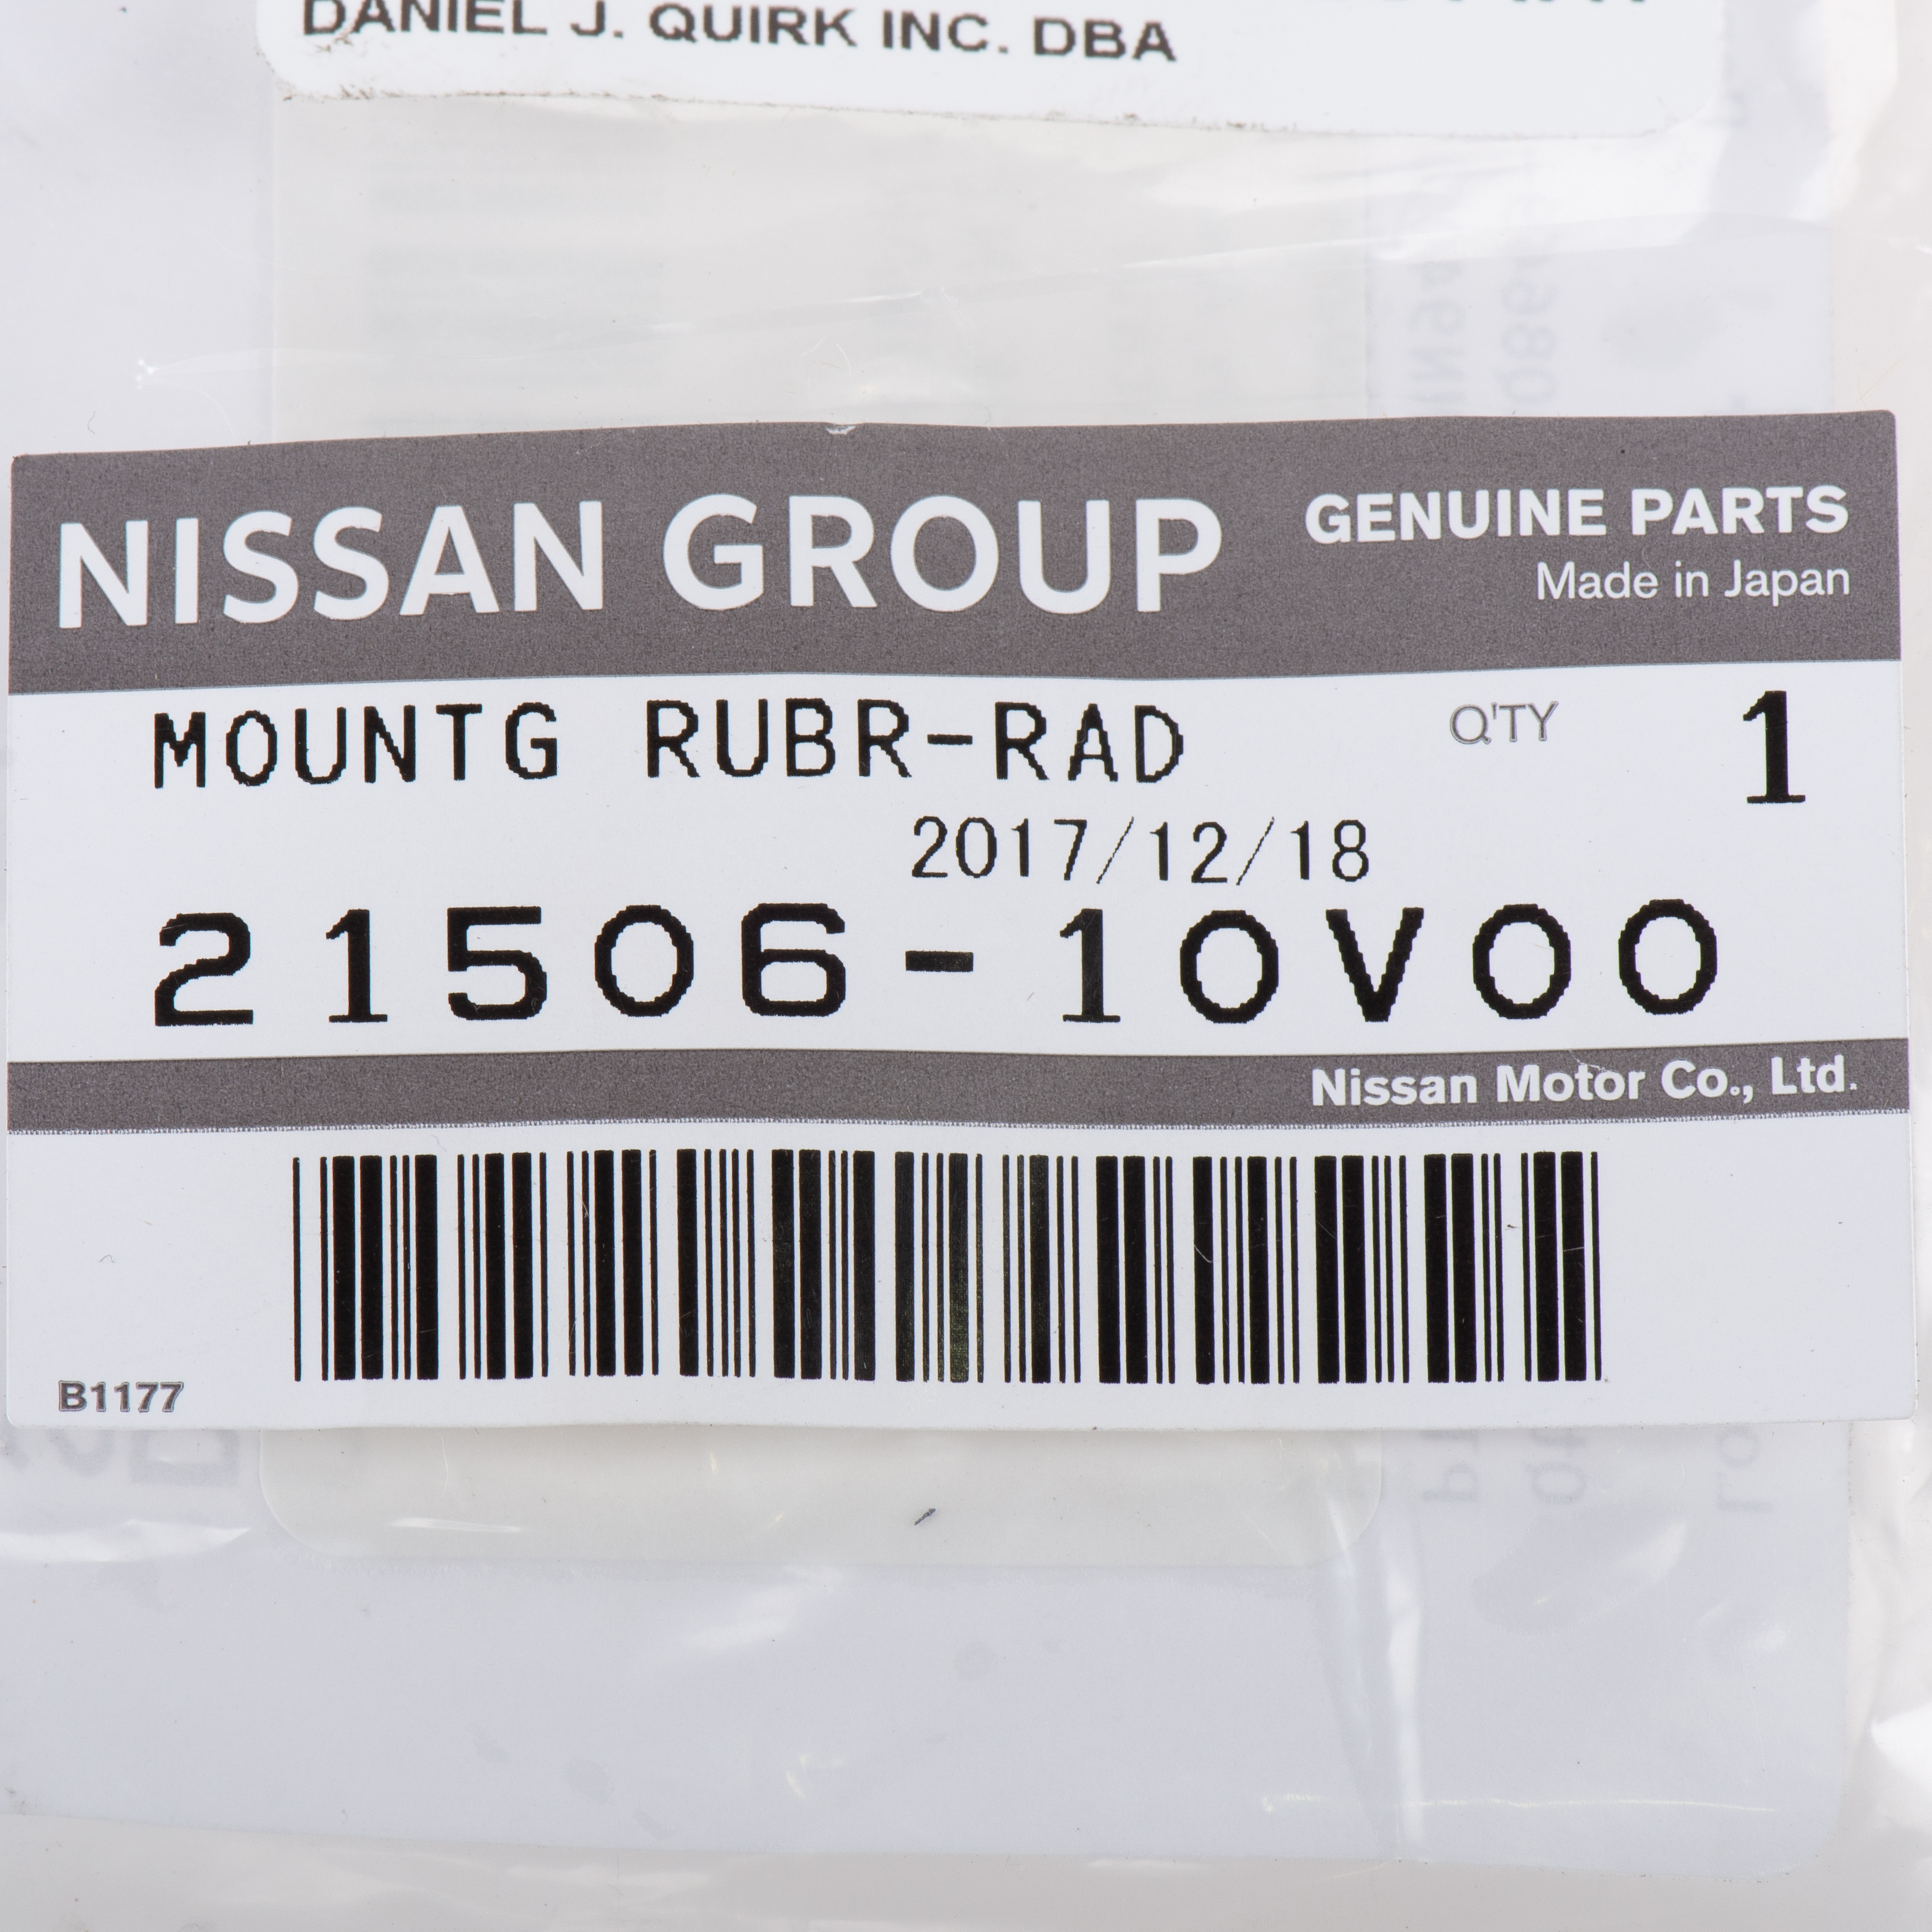 DANIEL J. QUIRK INC. DBA
NISSAN GROUP
GENUINE PARTS
Made in Japan
MOUNTG RUBR-RAD
Q'TY 1
2017/12/18
21506-10V00
Nissan Motor Co., Ltd.
B1177